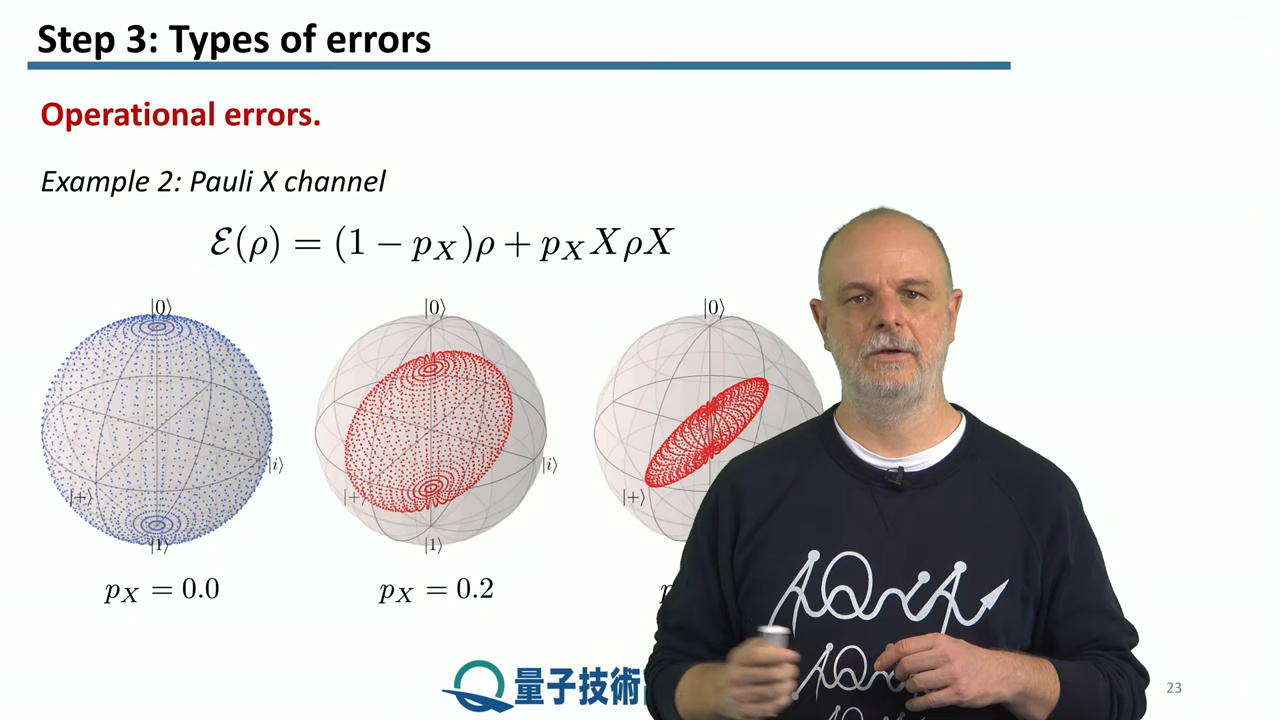 Step 3: Types of errors
Operational errors.
Example 2: Pauli X channel
ℰ(ρ) = (1 − p_X)ρ + p_X XρX
|0⟩ |0⟩ |0⟩
|i⟩ |i⟩
|+⟩ |+⟩ |+⟩
|1⟩ |1⟩
p_X = 0.0 p_X = 0.2
量子技術
23